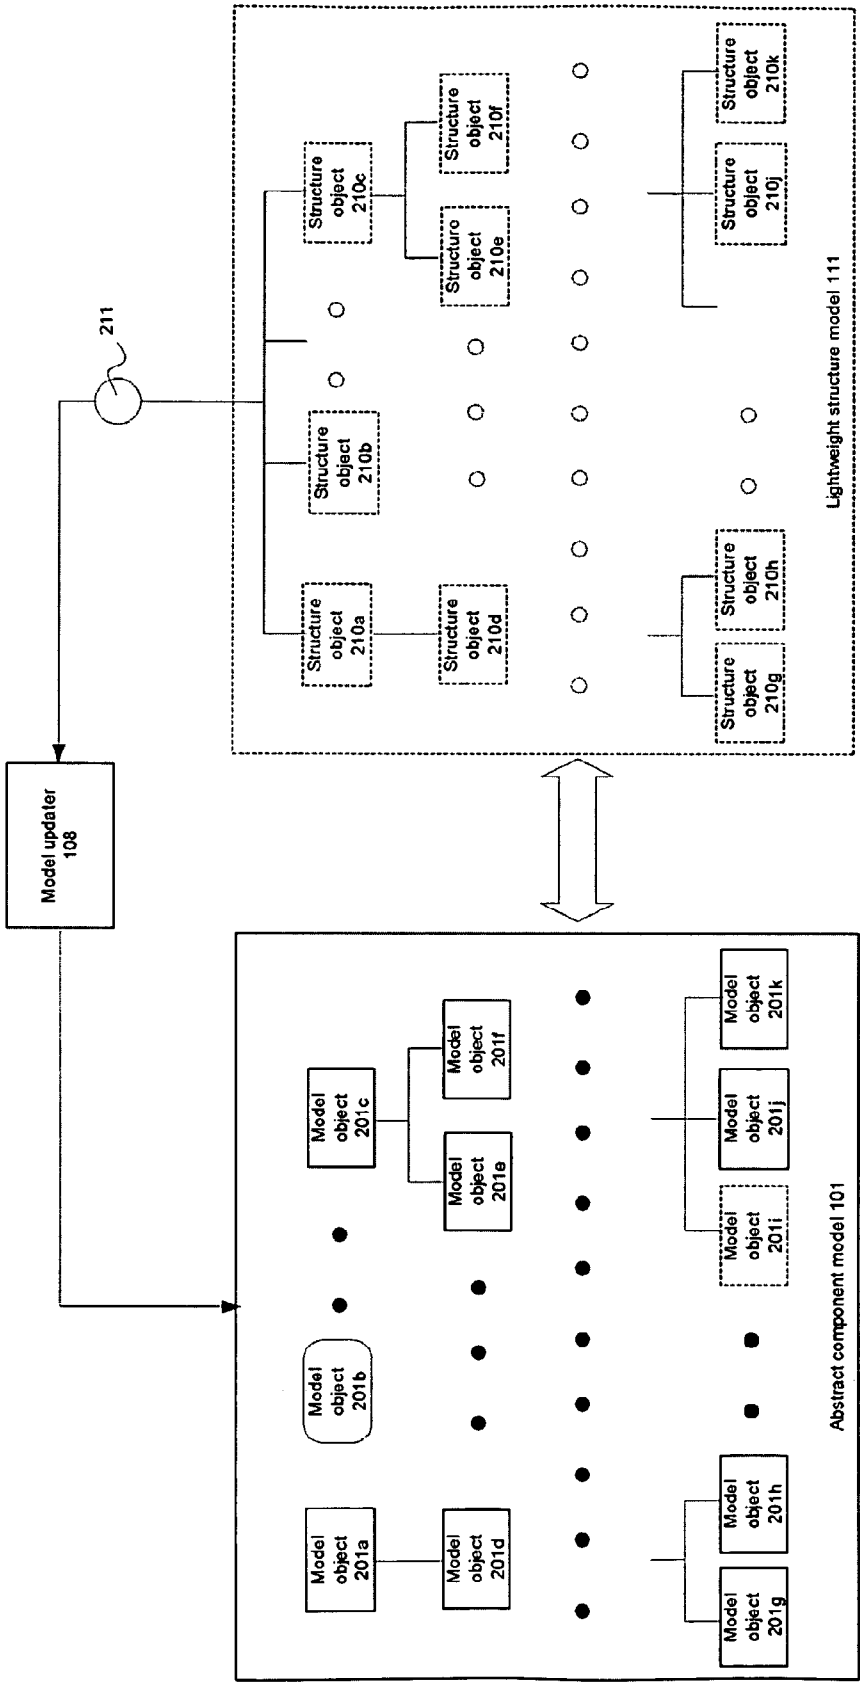 Model updater
108
211
Model
object
201a
Model
object
201b
Model
object
201c
Model
object
201d
Model
object
201e
Model
object
201f
Model
object
201g
Model
object
201h
Model
object
201i
Model
object
201j
Model
object
201k
Abstract component model 101
Structure
object
210a
Structure
object
210b
Structure
object
210c
Structure
object
210d
Structure
object
210e
Structure
object
210f
Structure
object
210g
Structure
object
210h
Structure
object
210j
Structure
object
210k
Lightweight structure model 111